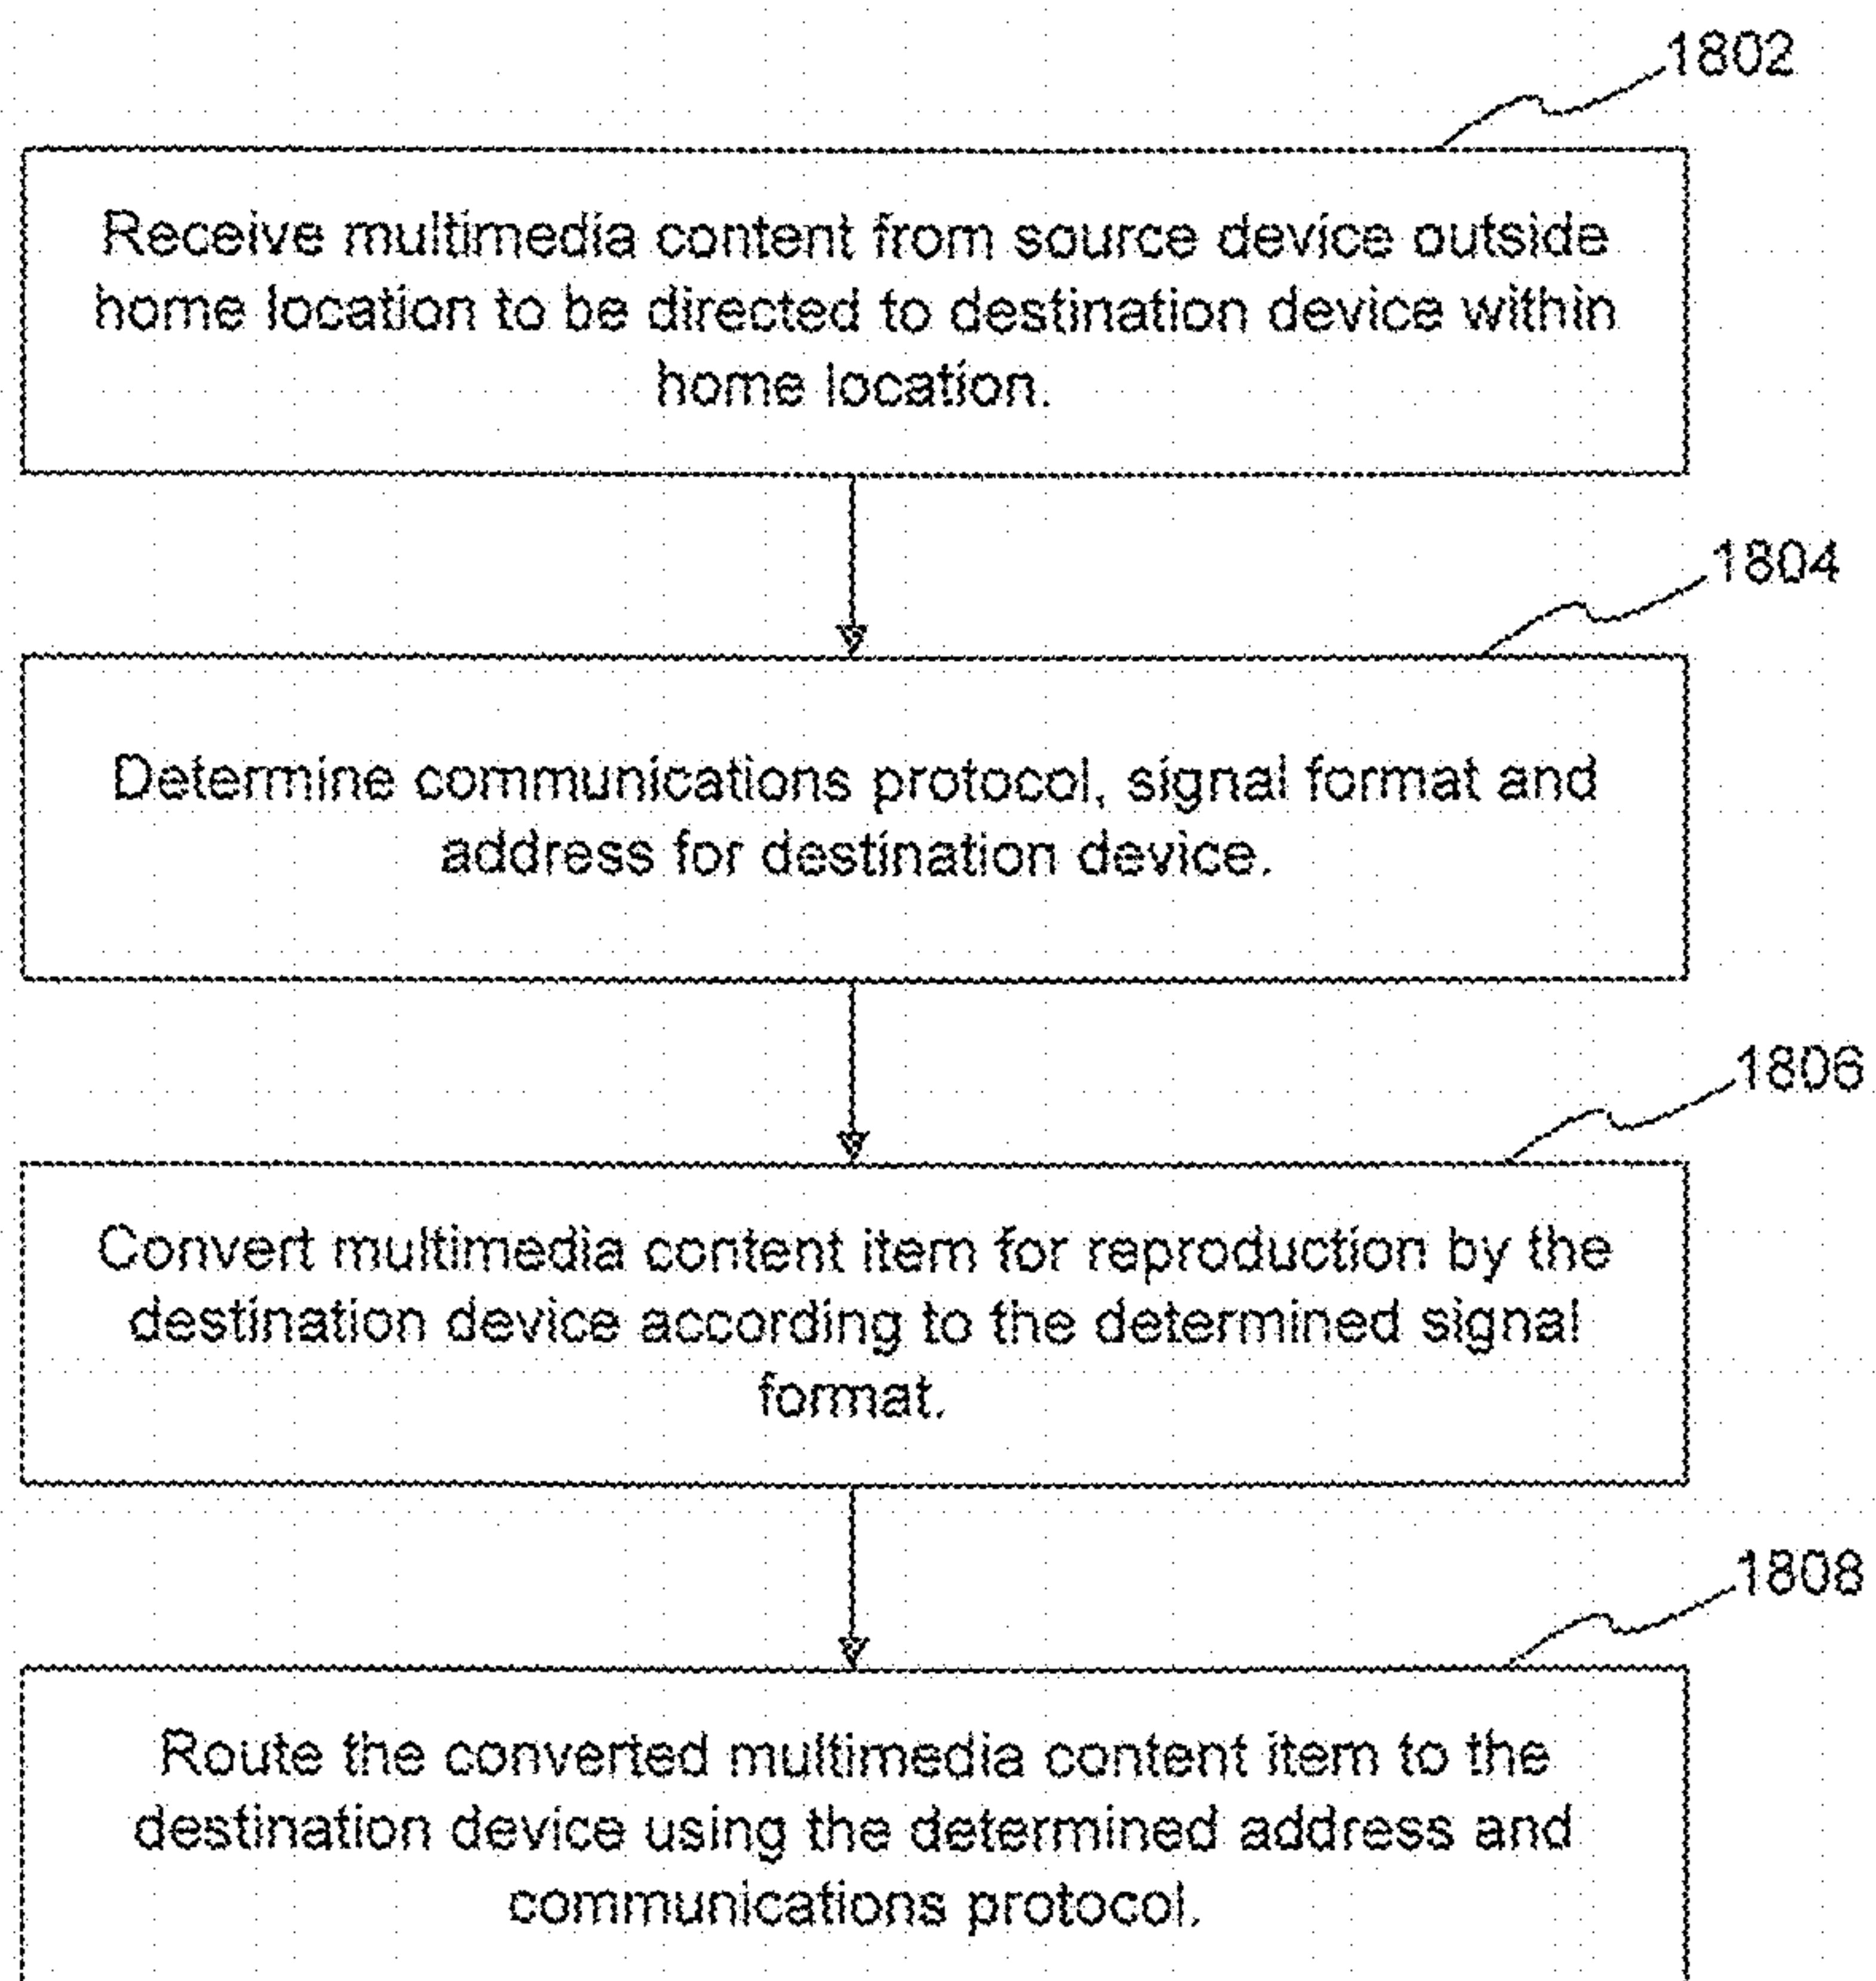 1802
Receive multimedia content from source device outside
home location to be directed to destination device within
home location.
1804
Determine communications protocol, signal format and
address for destination device.
1806
Convert multimedia content item for reproduction by the
destination device according to the determined signal
format.
1808
Route the converted multimedia content item to the
destination device using the determined address and
communications protocol.